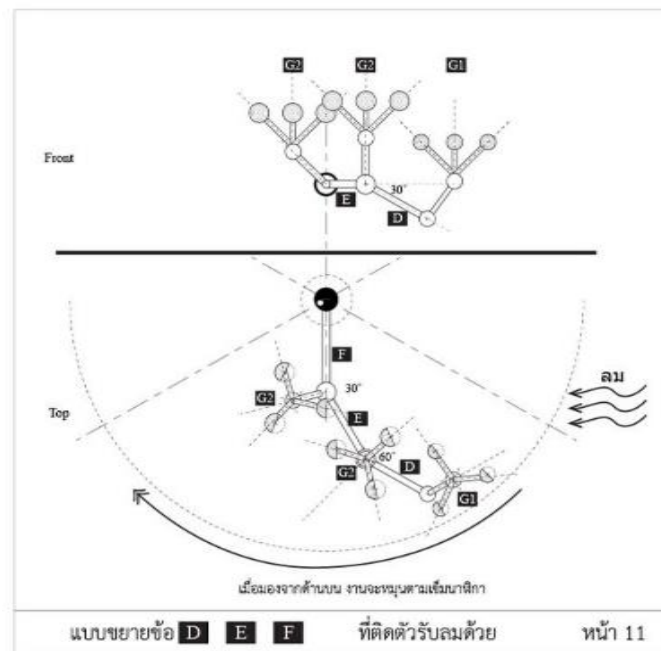 G2 G2 G1
Front
30°
E
D
F
ลม
30°
G2
E
Top
60°
D
G2
G1
เมื่อมองจากด้านบน งานจะหมุนตามเข็มนาฬิกา
แบบขยายข้อ D E F ที่ติดตัวรับลมด้วย หน้า 11